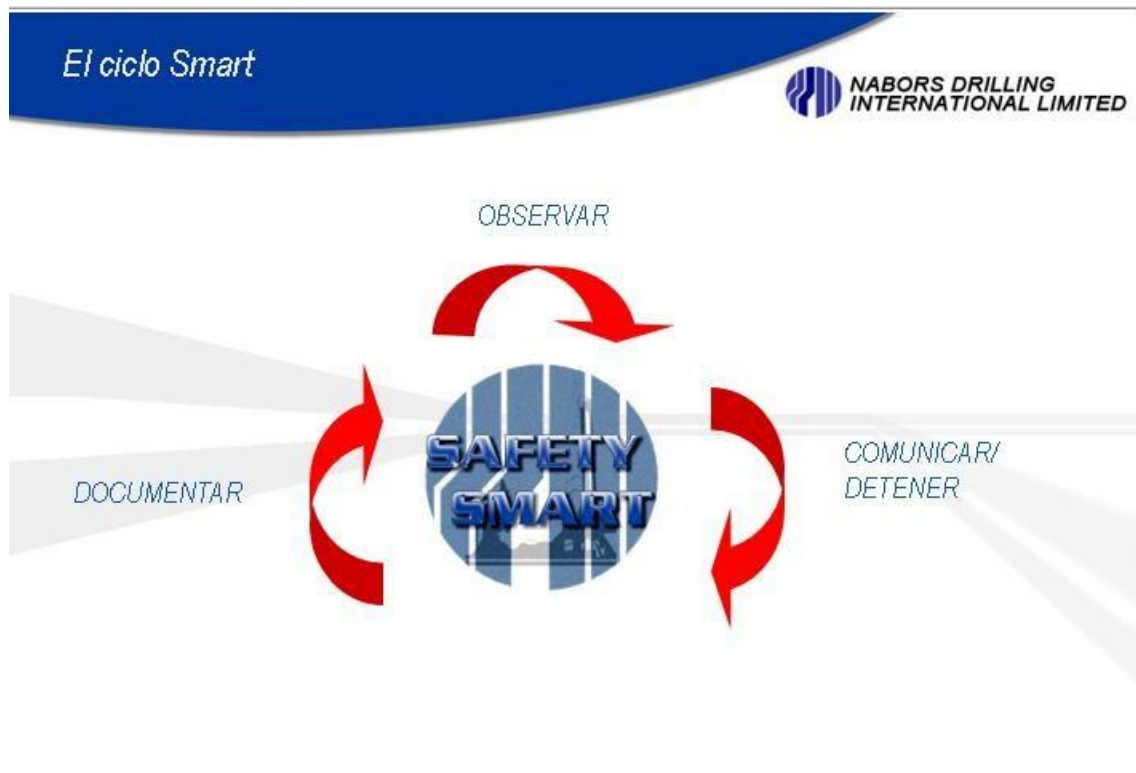 El ciclo Smart
NABORS DRILLING
INTERNATIONAL LIMITED
OBSERVAR
COMUNICAR/
DETENER
DOCUMENTAR
SAFETY
SMART